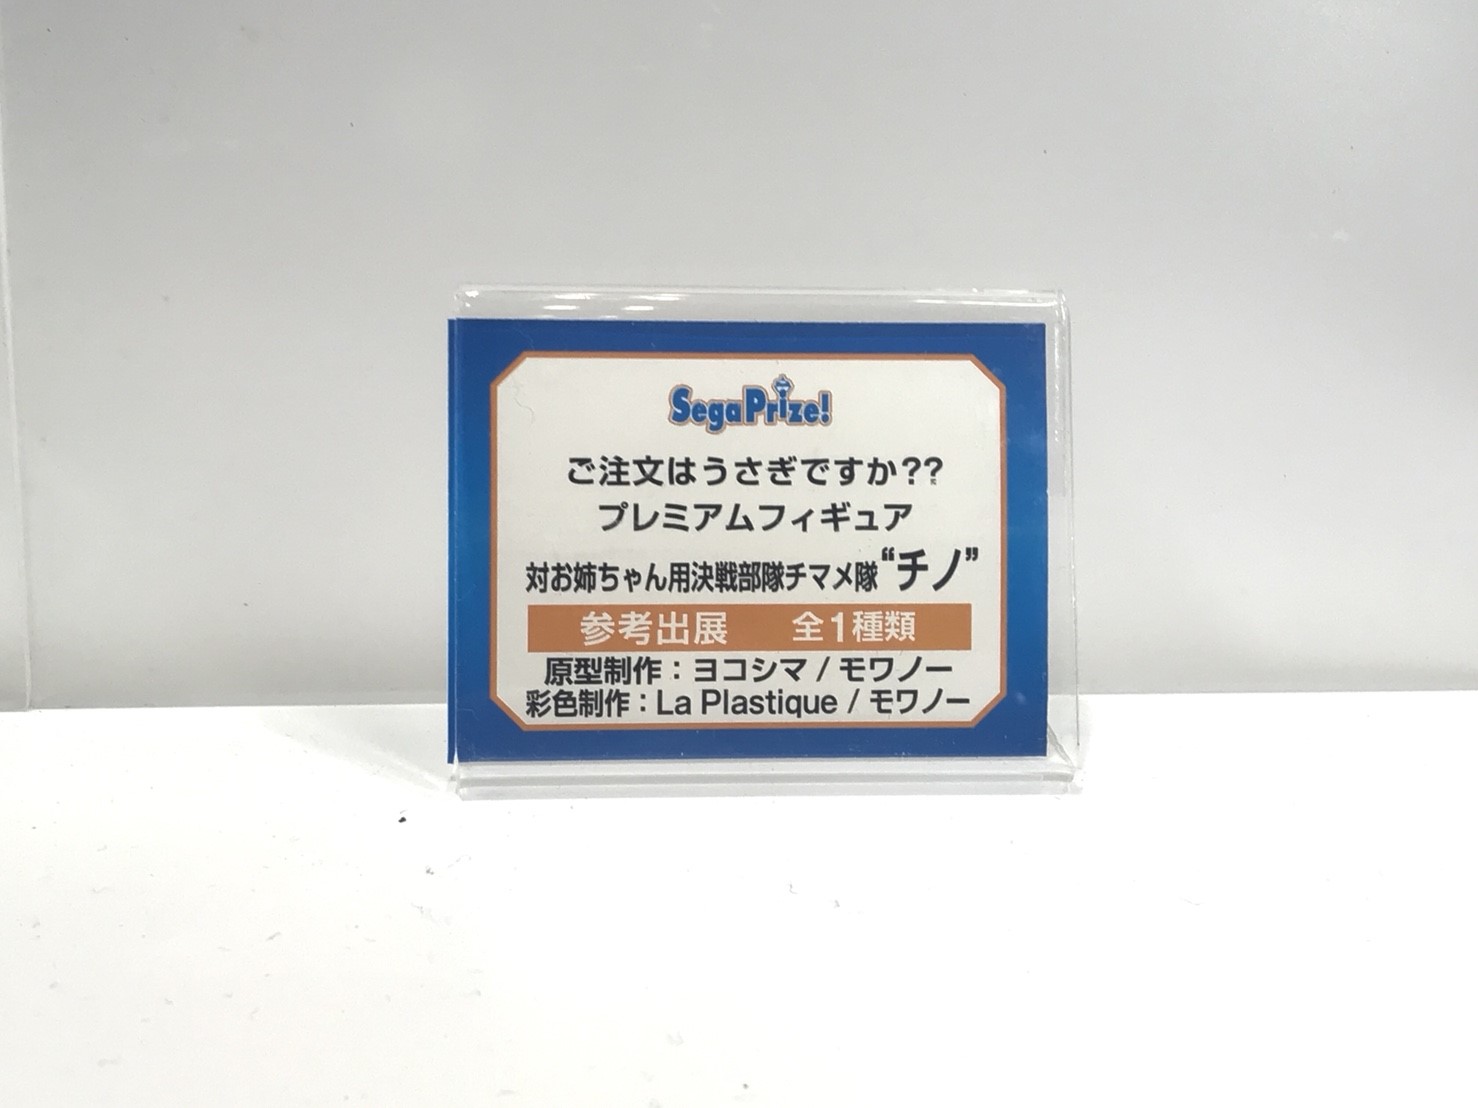 SegaPrize!
ご注文はうさぎですか??
プレミアムフィギュア
対お姉ちゃん用決戦部隊チマメ隊“チノ”
参考出展 全1種類
原型制作：ヨコシマ / モワノー
彩色制作：La Plastique / モワノー